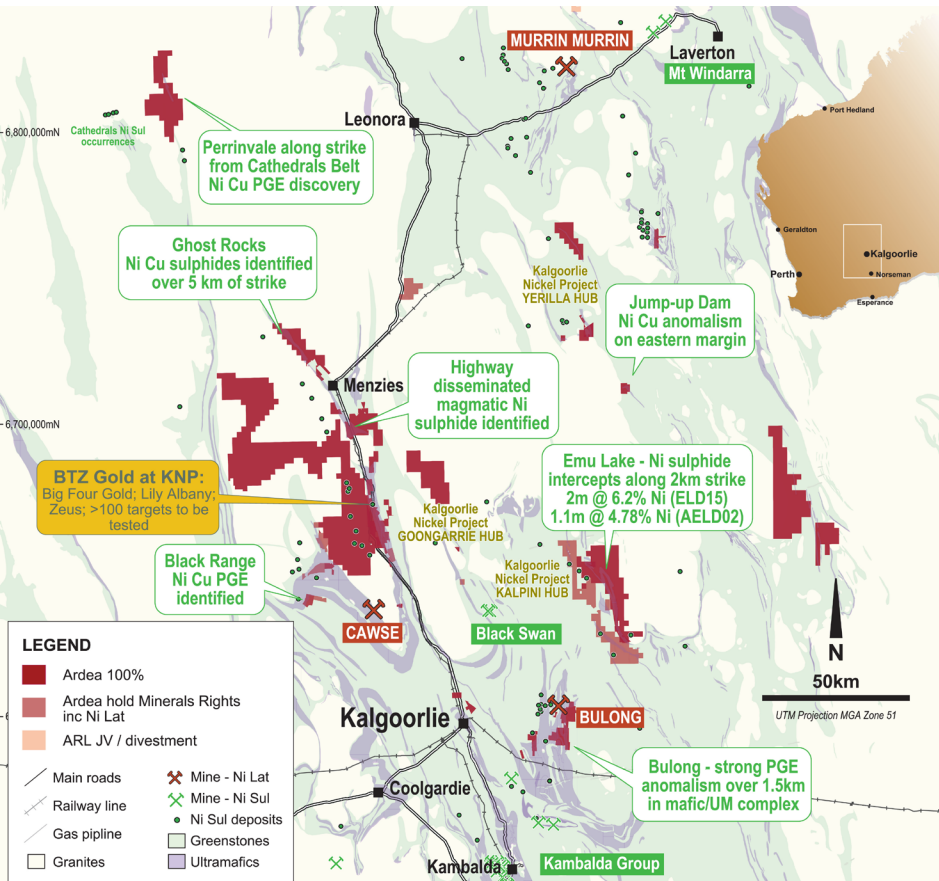 MURRIN MURRIN
Laverton
Mt Windarra
Leonora
6,800,000mN
Cathedrals Ni Sul
occurrences
Perrinvale along strike
from Cathedrals Belt
Ni Cu PGE discovery
Port Hedland
Geraldton
Kalgoorlie
Perth
Norseman
Esperance
Ghost Rocks
Ni Cu sulphides identified
over 5 km of strike
Kalgoorlie
Nickel Project
YERILLA HUB
Jump-up Dam
Ni Cu anomalism
on eastern margin
Menzies
Highway
disseminated
magmatic Ni
sulphide identified
6,700,000mN
BTZ Gold at KNP:
Big Four Gold; Lily Albany;
Zeus; >100 targets to be
tested
Kalgoorlie
Nickel Project
GOONGARRIE HUB
Emu Lake - Ni sulphide
intercepts along 2km strike
2m @ 6.2% Ni (ELD15)
1.1m @ 4.78% Ni (AELD02)
Black Range
Ni Cu PGE
identified
Kalgoorlie
Nickel Project
KALPINI HUB
CAWSE
Black Swan
N
50km
UTM Projection MGA Zone 51
LEGEND
Ardea 100%
Ardea hold Minerals Rights
inc Ni Lat
ARL JV / divestment
Main roads
Railway line
Gas pipline
Granites
Mine - Ni Lat
Mine - Ni Sul
Ni Sul deposits
Greenstones
Ultramafics
Kalgoorlie
BULONG
Bulong - strong PGE
anomalism over 1.5km
in mafic/UM complex
Coolgardie
Kambalda
Kambalda Group